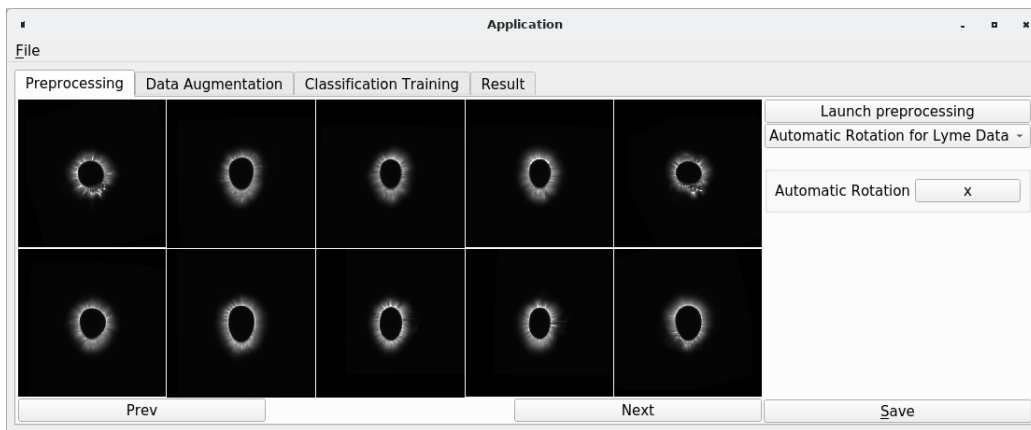 Application
File
Preprocessing Data Augmentation Classification Training Result
Launch preprocessing
Automatic Rotation for Lyme Data
Automatic Rotation x
Prev Next Save